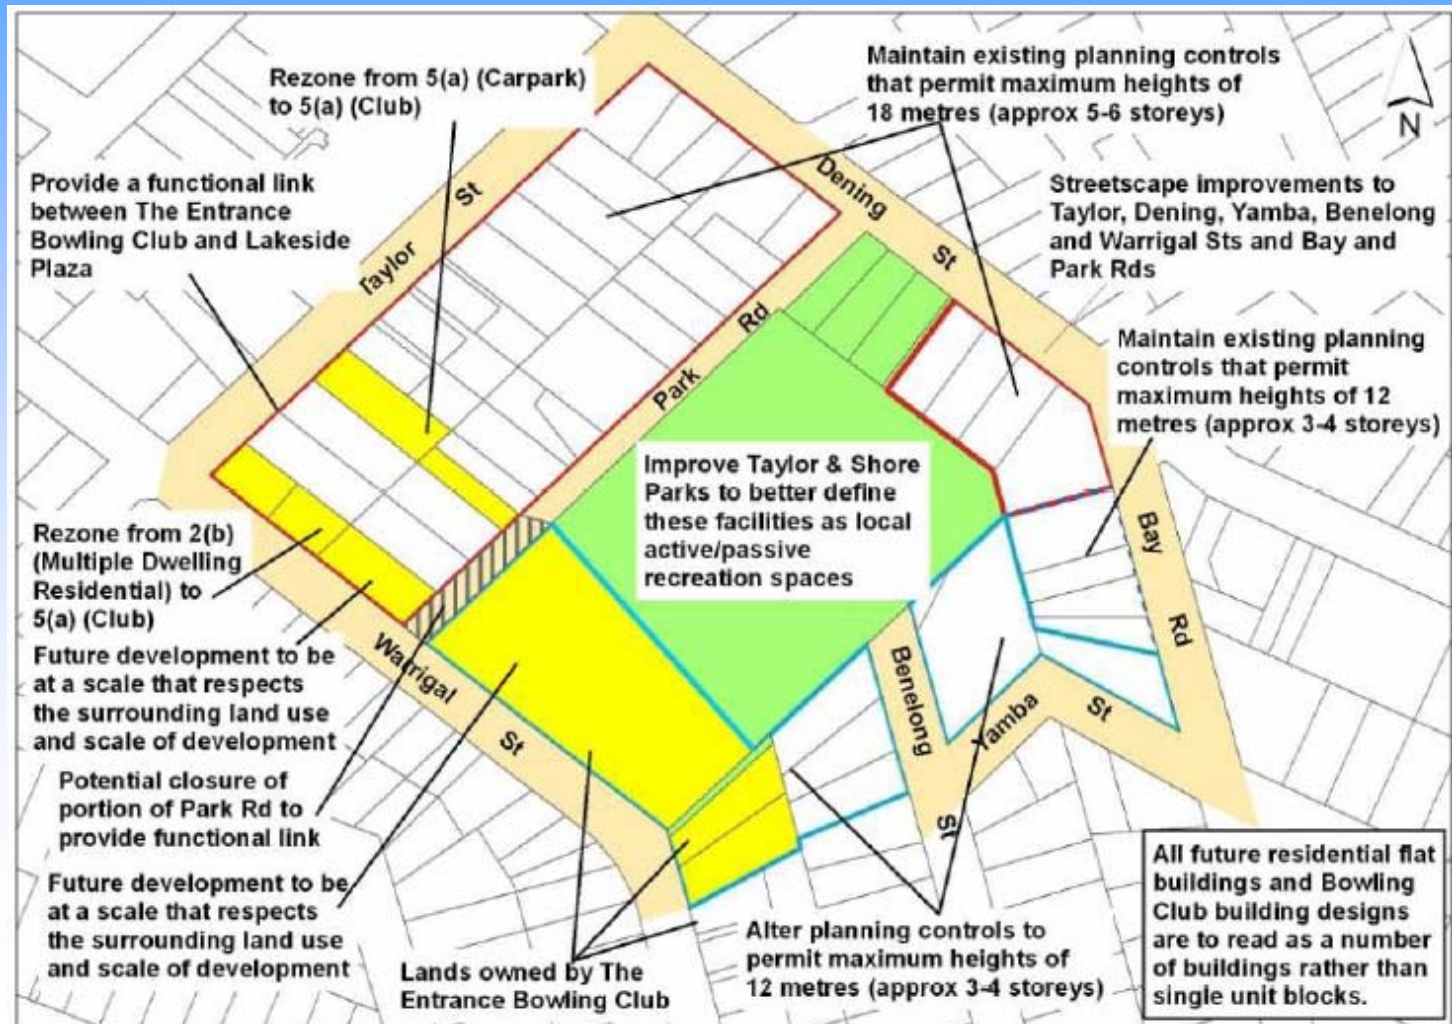 Rezone from 5(a) (Carpark)
to 5(a) (Club)
Maintain existing planning controls
that permit maximum heights of
18 metres (approx 5-6 storeys)
N
Provide a functional link
between The Entrance
Bowling Club and Lakeside
Plaza
Streetscape improvements to
Taylor, Dening, Yamba, Benelong
and Warrigal Sts and Bay and
Park Rds
Taylor St
Dening St
Park Rd
Maintain existing planning
controls that permit
maximum heights of 12
metres (approx 3-4 storeys)
Improve Taylor & Shore
Parks to better define
these facilities as local
active/passive
recreation spaces
Rezone from 2(b)
(Multiple Dwelling
Residential) to
5(a) (Club)
Bay Rd
Warrigal St
Benelong St
Yamba St
Future development to be
at a scale that respects
the surrounding land use
and scale of development
Potential closure of
portion of Park Rd to
provide functional link
Future development to be
at a scale that respects
the surrounding land use
and scale of development
Lands owned by The
Entrance Bowling Club
Alter planning controls to
permit maximum heights of
12 metres (approx 3-4 storeys)
All future residential flat
buildings and Bowling
Club building designs
are to read as a number
of buildings rather than
single unit blocks.